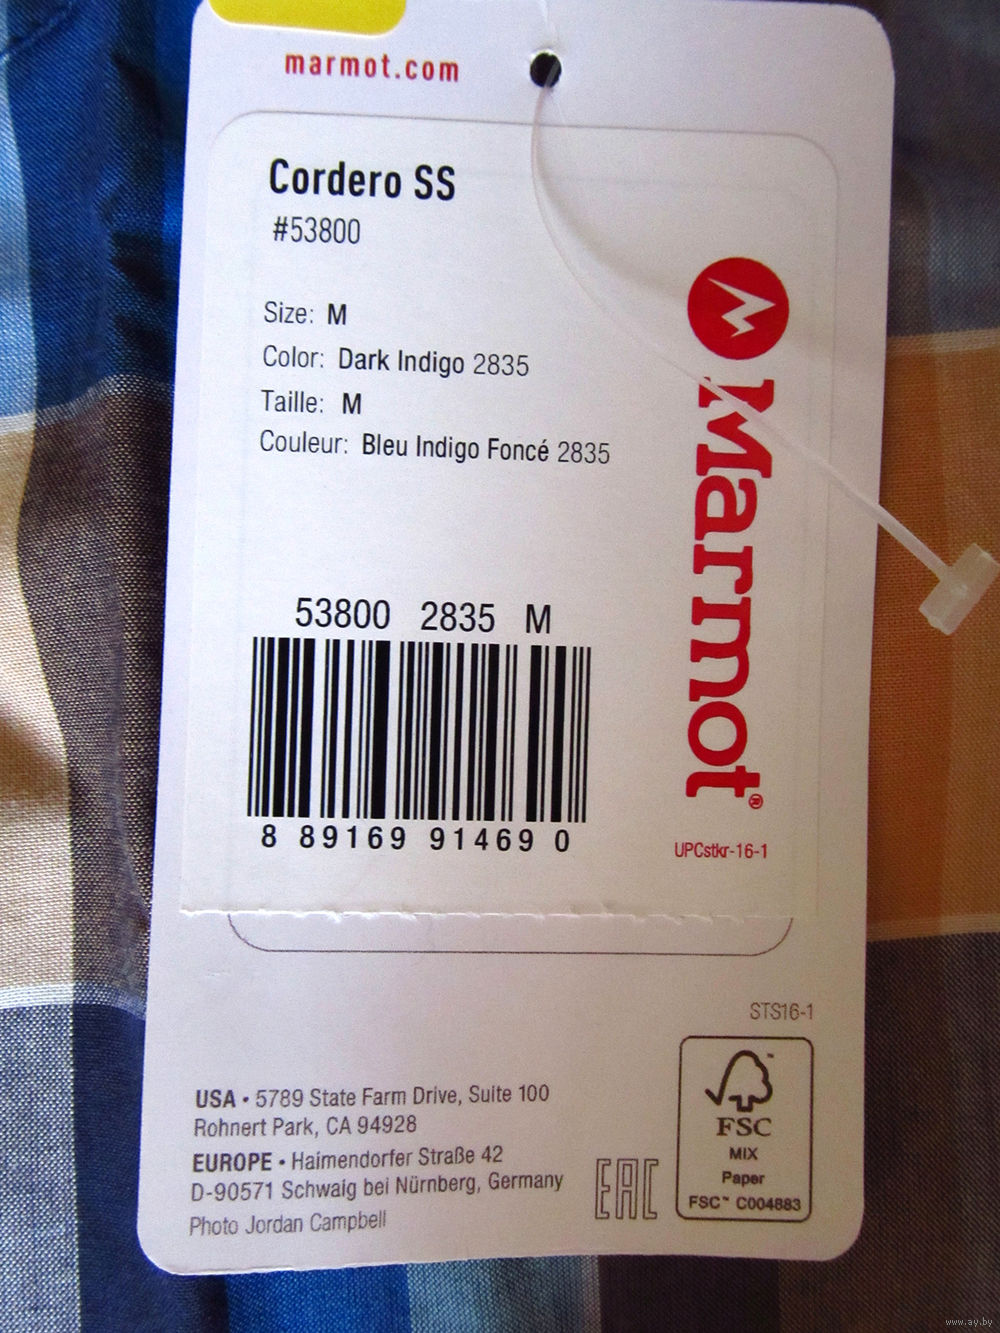 marmot.com
Cordero SS
#53800
Size: M
Color: Dark Indigo 2835
Taille: M
Couleur: Bleu Indigo Foncé 2835
53800 2835 M
8 89169 91469 0
Marmot®
UPCstkr-16-1
STS16-1
USA • 5789 State Farm Drive, Suite 100
Rohnert Park, CA 94928
EUROPE • Haimendorfer Straße 42
D-90571 Schwaig bei Nürnberg, Germany
Photo Jordan Campbell
EAC
FSC
MIX
Paper
FSC™ C004883
www.ay.by